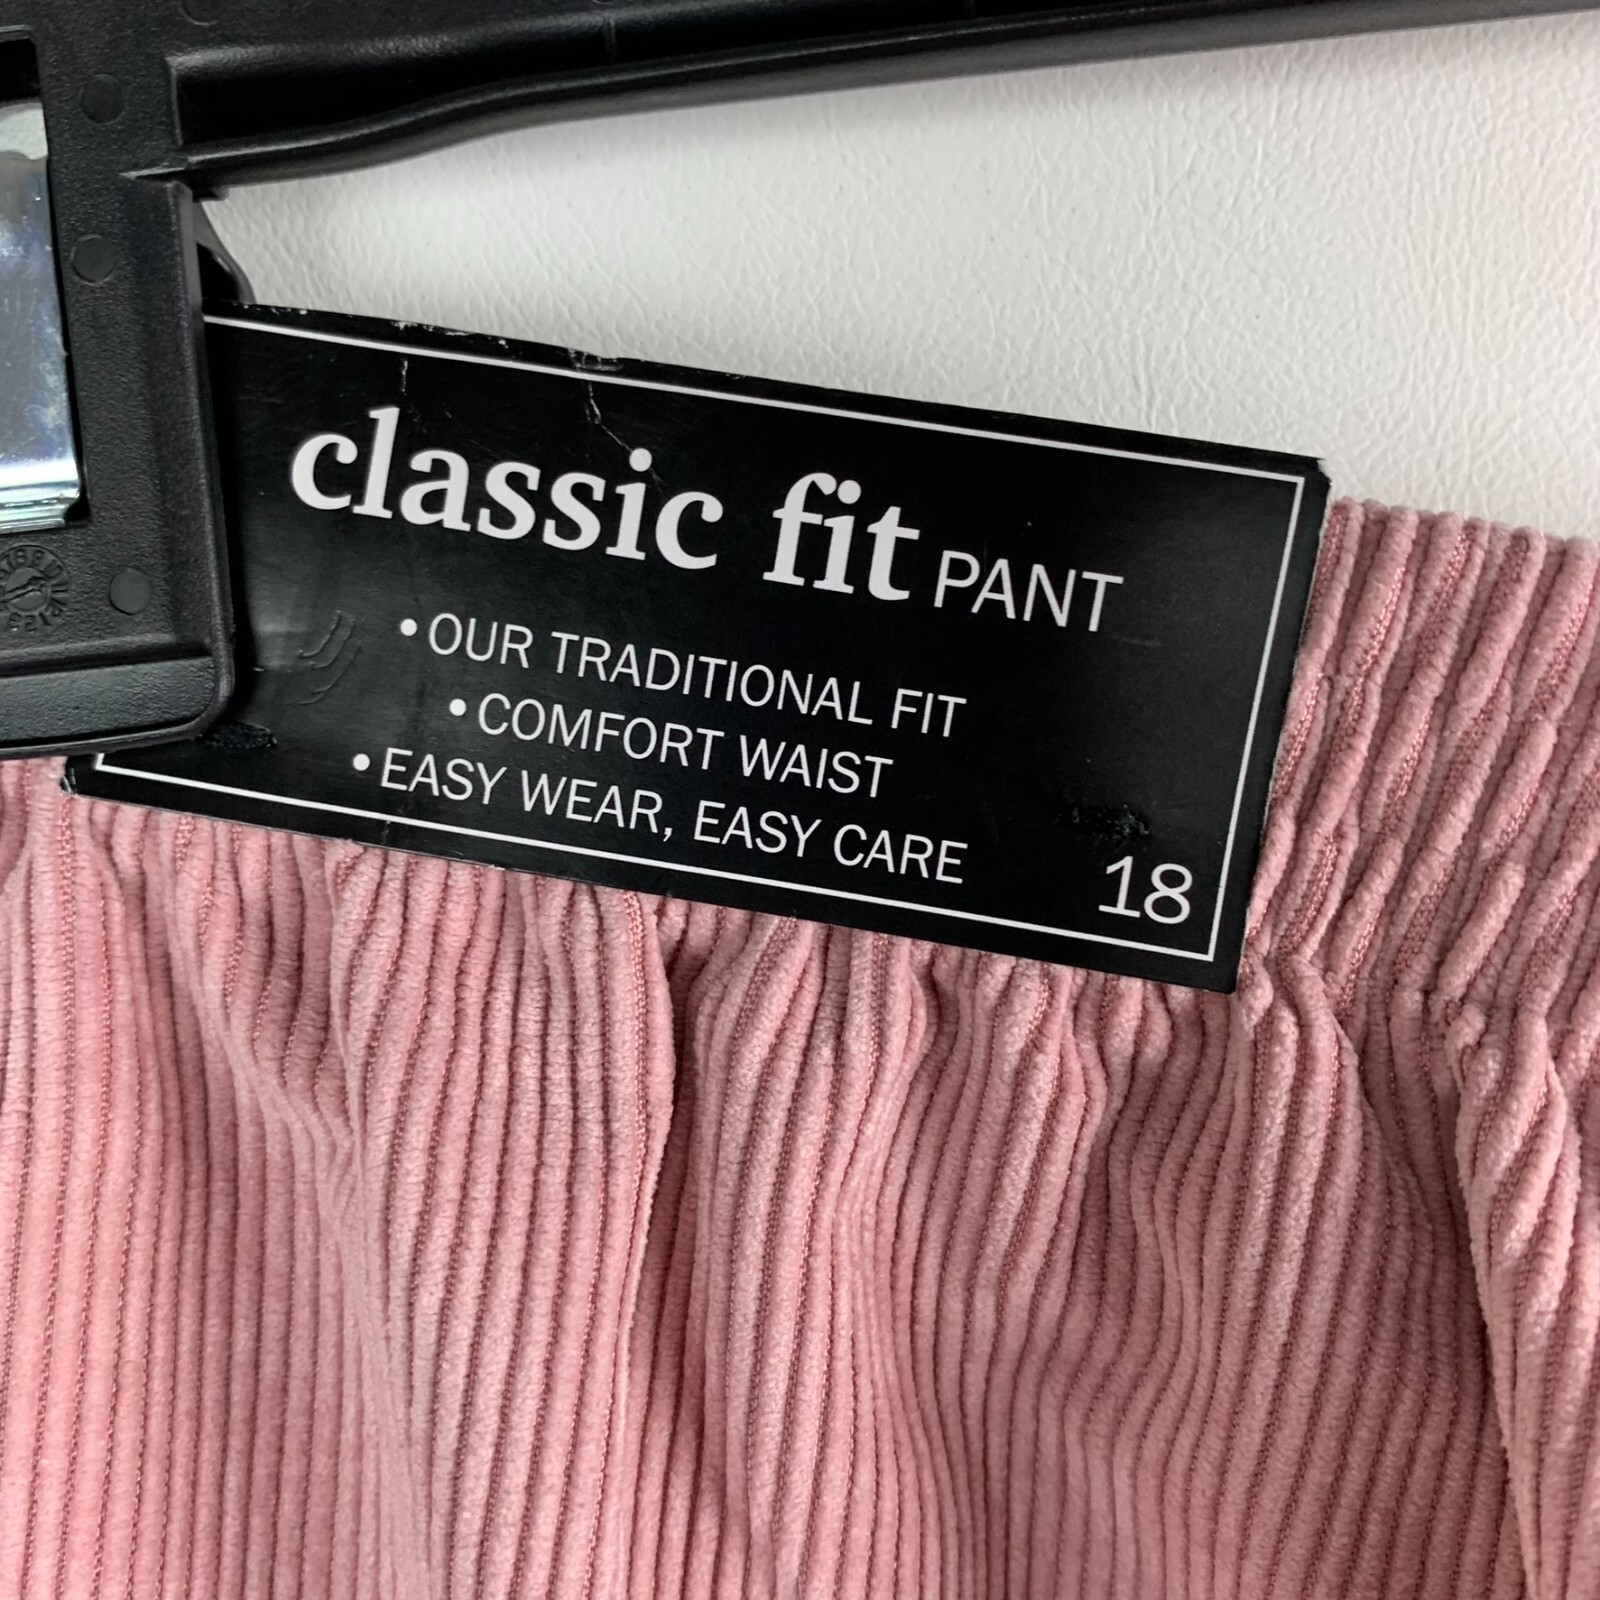 classic fit PANT
• OUR TRADITIONAL FIT
• COMFORT WAIST
• EASY WEAR, EASY CARE
18